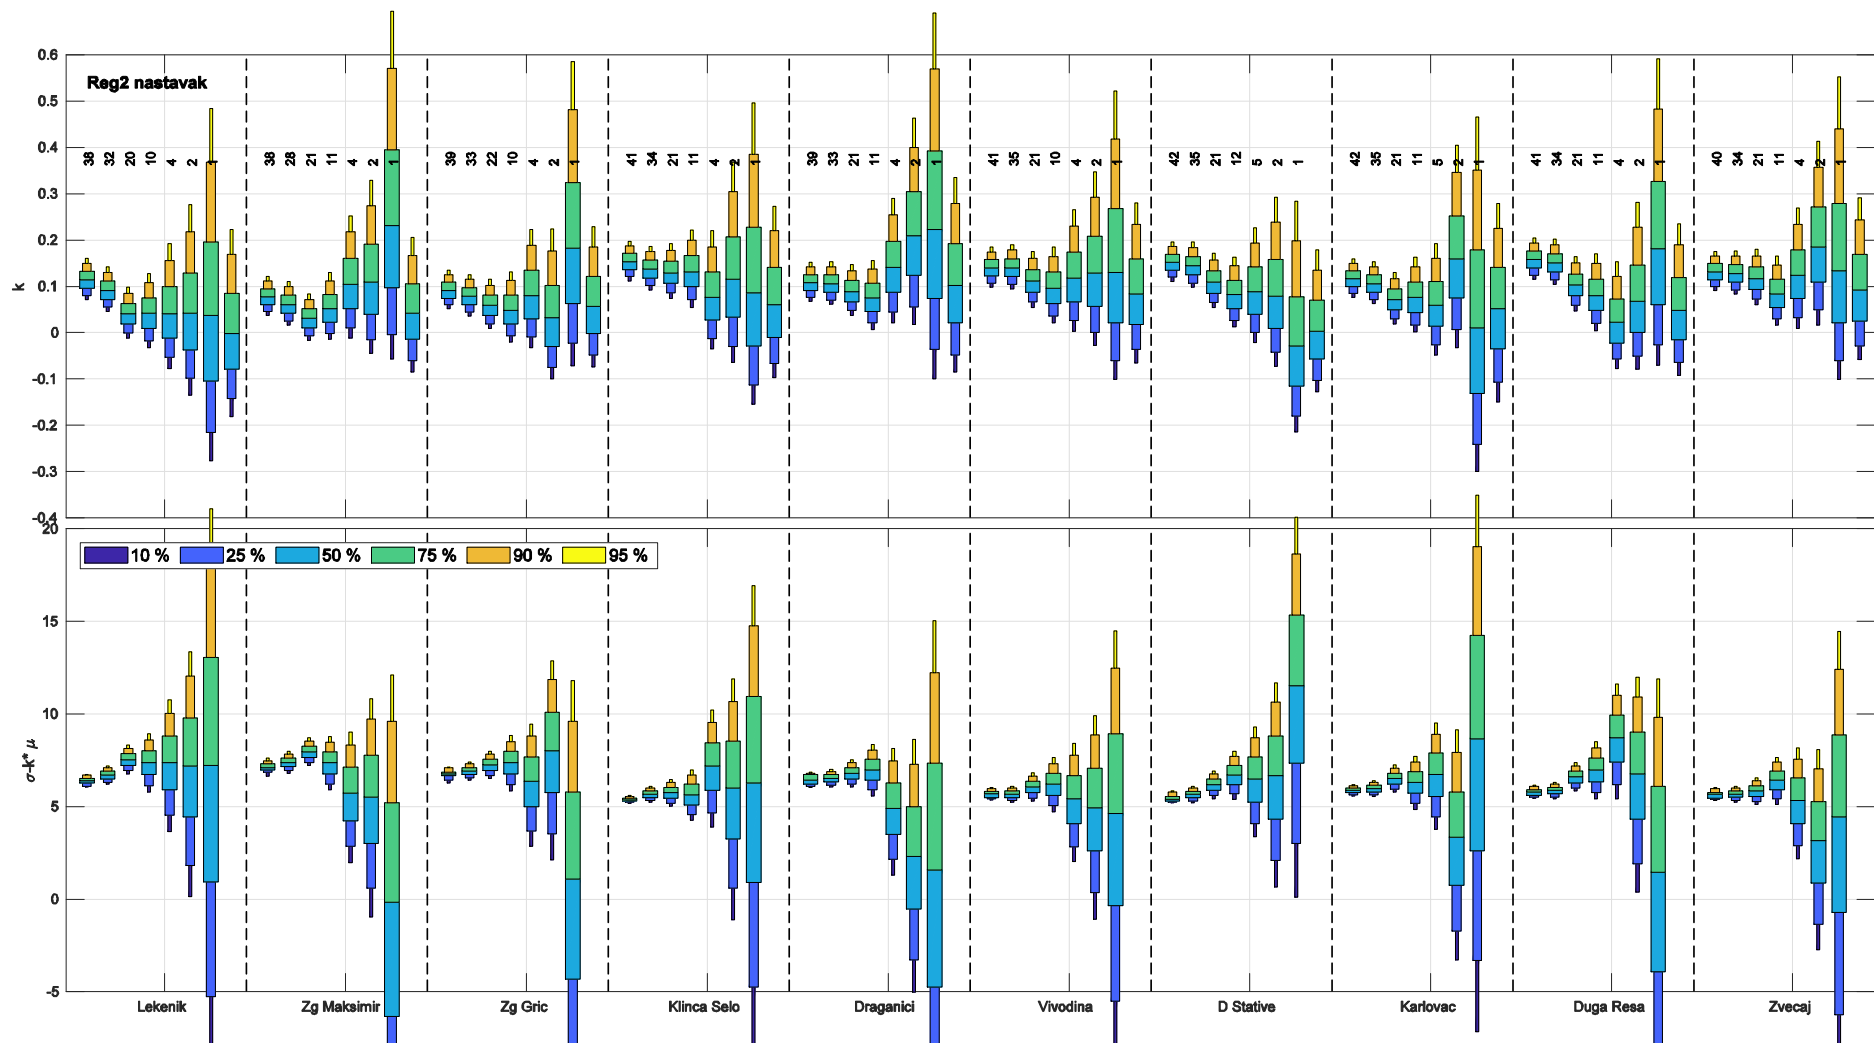 0.6
Reg2 nastavak
0.5
0.4
38 32 20 10 4 2 1 38 28 21 11 4 2 1 39 33 22 10 4 2 1 41 34 21 11 4 2 1 39 33 21 11 4 2 1 41 35 21 10 4 2 1 42 35 21 12 5 2 1 42 35 21 11 5 2 1 41 34 21 11 4 2 1 40 34 21 11 4 2 1
0.3
0.2
0.1
k
0
-0.1
-0.2
-0.3
-0.4
20
10 % 25 % 50 % 75 % 90 % 95 %
15
10
σ-k* μ
5
0
-5
Lekenik Zg Maksimir Zg Gric Klinca Selo Draganici Vivodina D Stative Karlovac Duga Resa Zvecaj